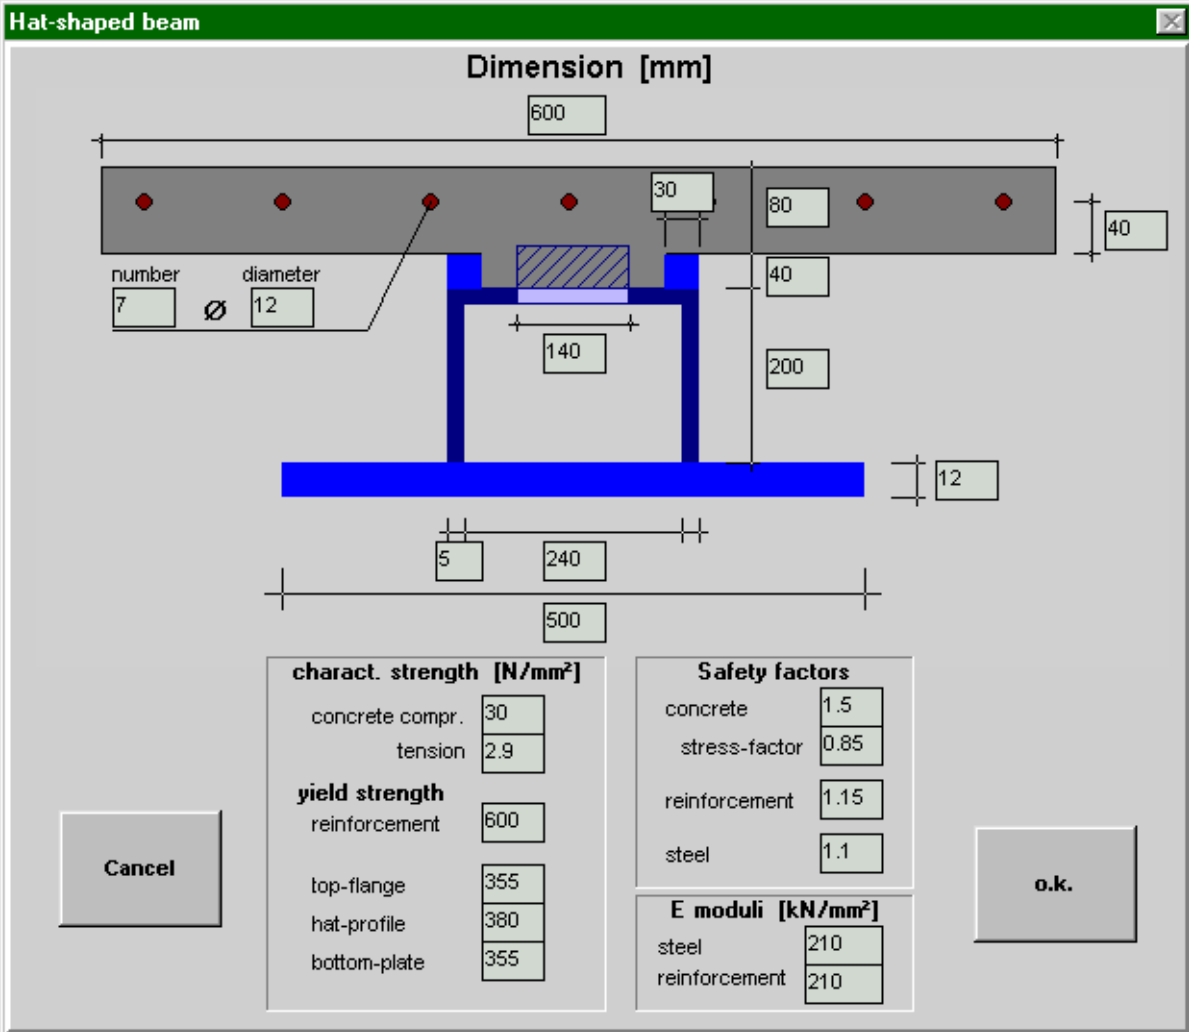 Hat-shaped beam
Dimension [mm]
600
30
80
40
number diameter
7 Ø 12
40
140
200
12
5 240
500
charact. strength [N/mm²]
concrete compr. 30
tension 2.9
yield strength
reinforcement 600
top-flange 355
hat-profile 380
bottom-plate 355
Safety factors
concrete 1.5
stress-factor 0.85
reinforcement 1.15
steel 1.1
E moduli [kN/mm²]
steel 210
reinforcement 210
Cancel
o.k.